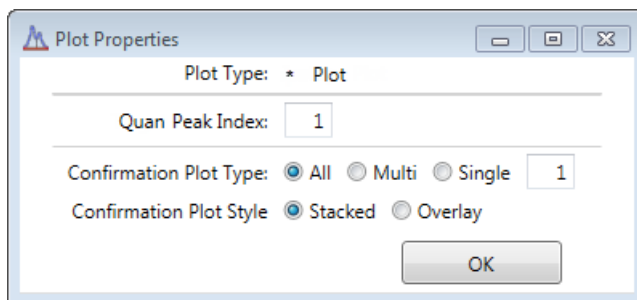 Plot Properties
Plot Type: * Plot
Quan Peak Index: 1
Confirmation Plot Type: All Multi Single 1
Confirmation Plot Style Stacked Overlay
OK